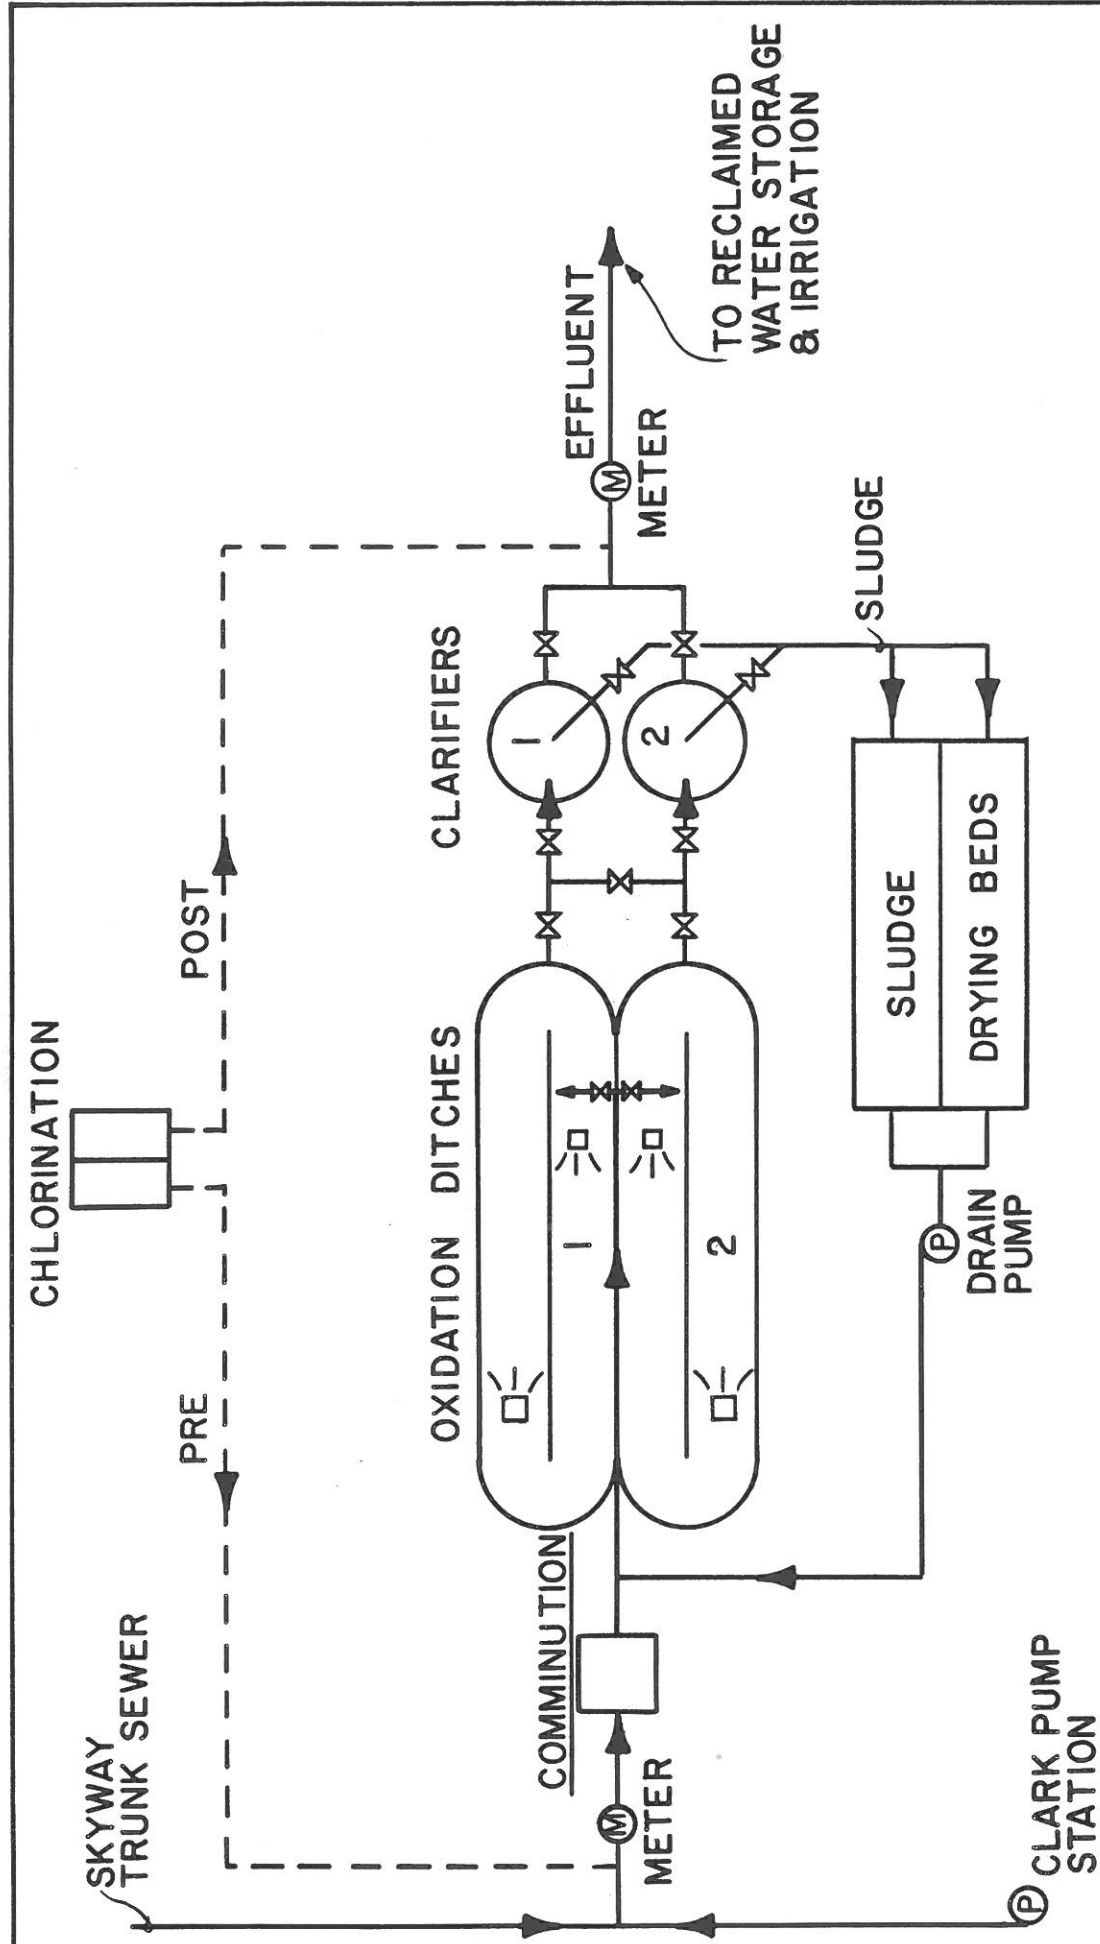 CHLORINATION
PRE
POST
SKYWAY
TRUNK SEWER
OXIDATION DITCHES
CLARIFIERS
COMMINUTION
EFFLUENT
M
METER
1
2
1
2
M
METER
TO RECLAIMED
WATER STORAGE
& IRRIGATION
SLUDGE
SLUDGE
DRYING BEDS
P
DRAIN
PUMP
P
CLARK PUMP
STATION